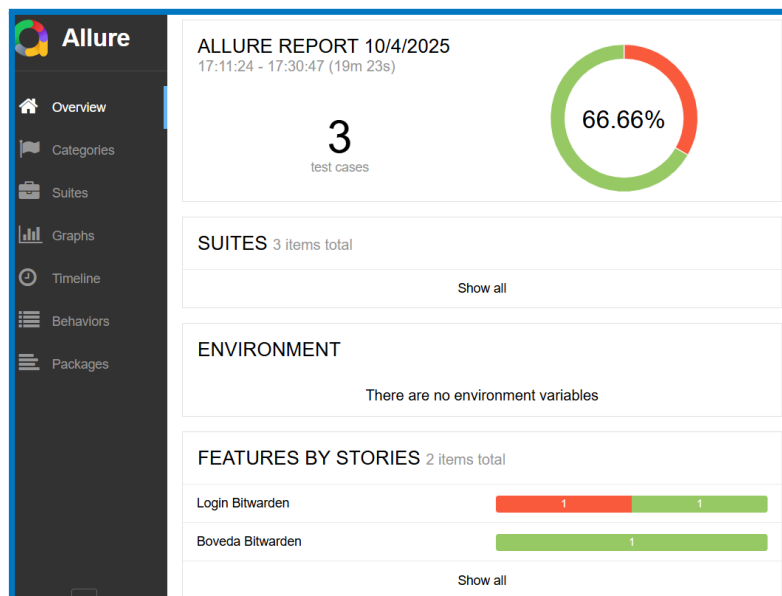 Allure
Overview
Categories
Suites
Graphs
Timeline
Behaviors
Packages
ALLURE REPORT 10/4/2025
17:11:24 - 17:30:47 (19m 23s)
3
test cases
66.66%
SUITES 3 items total
Show all
ENVIRONMENT
There are no environment variables
FEATURES BY STORIES 2 items total
Login Bitwarden 1 1
Boveda Bitwarden 1
Show all